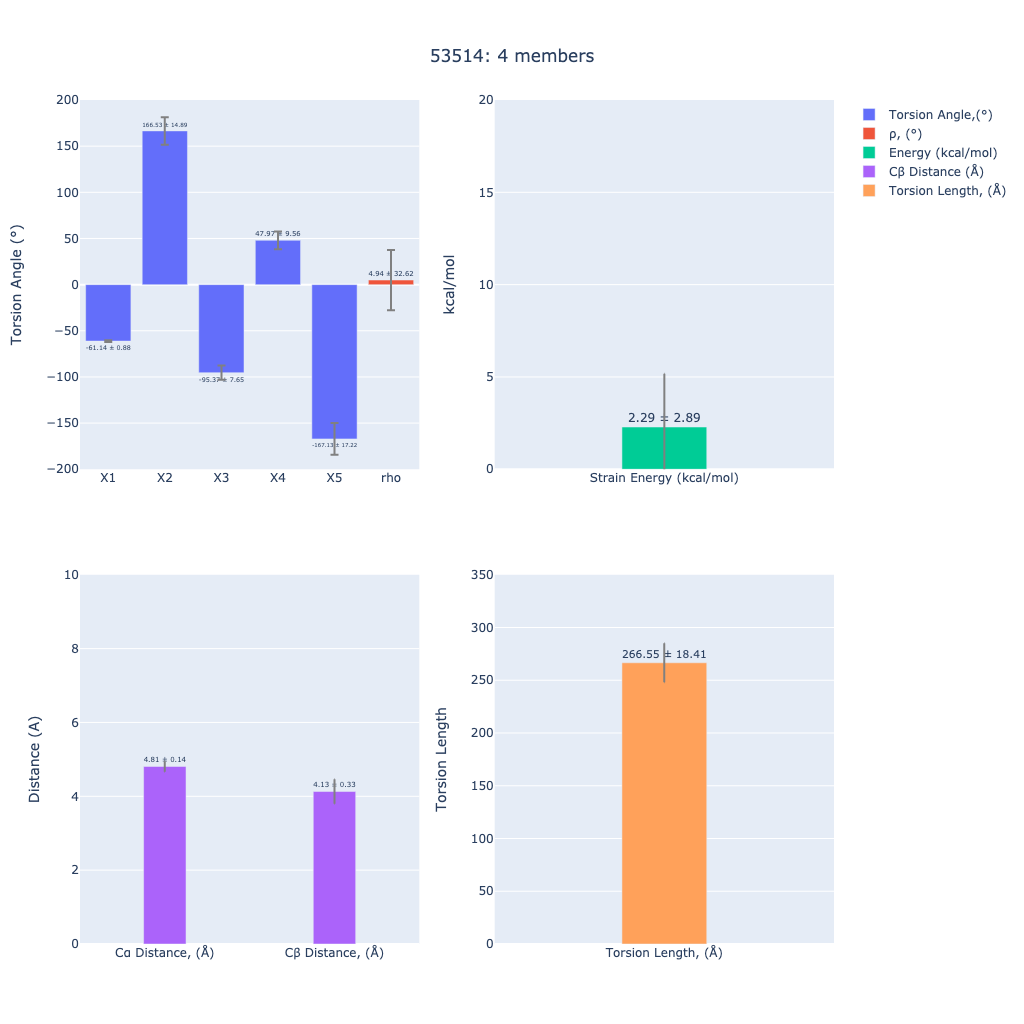 53514: 4 members
Torsion Angle (°)
200
150
100
50
0
−50
−100
−150
−200
166.53 ± 14.89
47.97 ± 9.56
4.94 ± 32.62
-61.14 ± 0.88
-95.37 ± 7.65
-167.13 ± 17.22
X1 X2 X3 X4 X5 rho
kcal/mol
20
15
10
5
0
2.29 ± 2.89
Strain Energy (kcal/mol)
Torsion Angle,(°)
ρ, (°)
Energy (kcal/mol)
Cβ Distance (Å)
Torsion Length, (Å)
Distance (A)
10
8
6
4
2
0
4.81 ± 0.14
4.13 ± 0.33
Cα Distance, (Å) Cβ Distance, (Å)
Torsion Length
350
300
250
200
150
100
50
0
266.55 ± 18.41
Torsion Length, (Å)